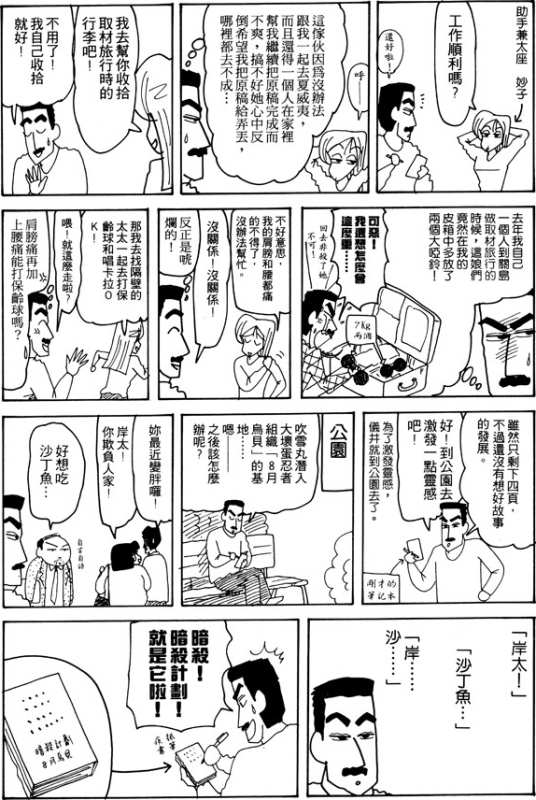 助手兼太座　妙子
工作順利嗎?
還好啦!
呼…
這傢伙因為沒辦法
跟我一起去夏威夷，
而且還得一個人在家裡
幫我繼續把原稿完成而
不爽，搞不好她心中反
倒希望我把原稿給弄丟，
哪裡都去不成…
我去幫你收拾
取材旅行時的
行李吧!
不用了!
我自己收拾
就好!
去年我自己
一個人到關島
做取材旅行的
時候，這娘們
竟然在我的
皮箱中多放了
兩個大啞鈴!
可惡!
我還想怎麼會
這麼重……
回去非殺了她
不可!
7KG
兩個
不好意思，
我的肩膀和腰都痛
的不得了，
沒辦法幫忙。
沒關係!沒關係!
反正是唬
爛的!
那我去找隔壁的
太太一起去打保
齡球和唱卡拉O
K!
喂!就這麼走啦?
肩膀痛再加
上腰痛能打保齡球嗎?
雖然只剩下四頁，
不過還沒有想好故事
的發展。
好!到公園去
激發一點靈感
吧!
為了激發靈感，
儀井就到公園去了。
剛才的
筆記本
公園
吹雪丸潛入
大壞蛋忍者
組織「8月
烏貝」的基
地……
嗯……
之後該怎麼
辦呢?
妳最近變胖囉!
岸太!
你欺負人家!
好想吃
沙丁魚…
自言自語
「岸太!」
「沙丁魚…」
「岸……
沙……」
暗殺!
暗殺計劃!
就是它啦!
紙筆
疾書
暗殺計劃
8月烏貝